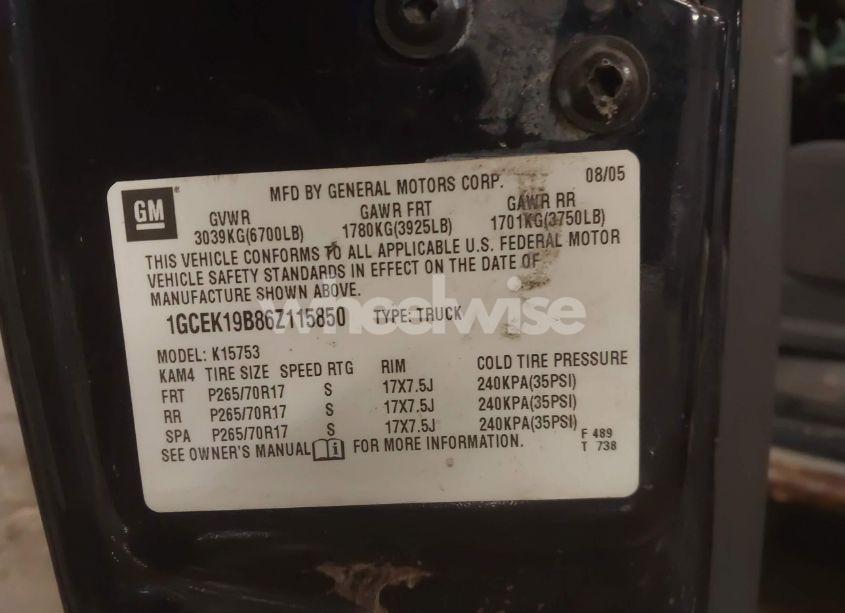 GM ®
MFD BY GENERAL MOTORS CORP. 08/05
GVWR GAWR FRT GAWR RR
3039KG(6700LB) 1780KG(3925LB) 1701KG(3750LB)
THIS VEHICLE CONFORMS TO ALL APPLICABLE U.S. FEDERAL MOTOR
VEHICLE SAFETY STANDARDS IN EFFECT ON THE DATE OF
MANUFACTURE SHOWN ABOVE.
1GCEK19B86Z115850 TYPE: TRUCK
wheelwise
MODEL: K15753
KAM4 TIRE SIZE SPEED RTG RIM COLD TIRE PRESSURE
FRT P265/70R17 S 17X7.5J 240KPA(35PSI)
RR P265/70R17 S 17X7.5J 240KPA(35PSI)
SPA P265/70R17 S 17X7.5J 240KPA(35PSI)
SEE OWNER'S MANUAL FOR MORE INFORMATION.
F 489
T 738